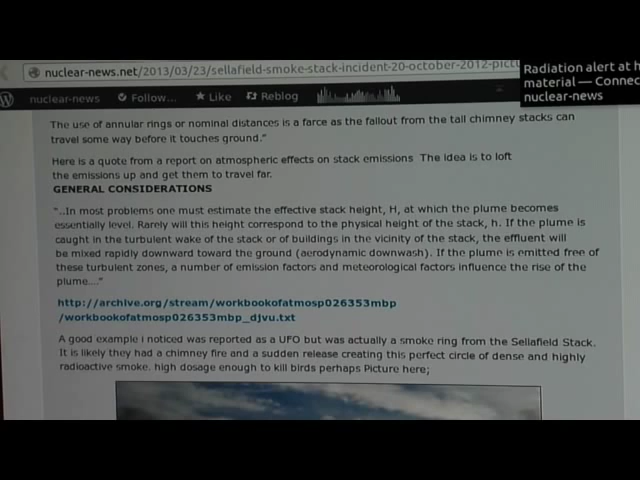 nuclear-news.net/2013/03/23/sellafield-smoke-stack-incident-20-october-2012-pictu
Radiation alert at h
material — Connec
nuclear-news
nuclear-news Follow... Like Reblog
The use of annular rings or nominal distances is a farce as the fallout from the tall chimney stacks can
travel some way before it touches ground."
Here is a quote from a report on atmospheric effects on stack emissions The idea is to loft
the emissions up and get them to travel far.
GENERAL CONSIDERATIONS
"..In most problems one must estimate the effective stack height, H, at which the plume becomes
essentially level. Rarely will this height correspond to the physical height of the stack, h. If the plume is
caught in the turbulent wake of the stack or of buildings in the vicinity of the stack, the effluent will
be mixed rapidly downward toward the ground (aerodynamic downwash). If the plume is emitted free of
these turbulent zones, a number of emission factors and meteorological factors influence the rise of the
plume...."
http://archive.org/stream/workbookofatmosp026353mbp
/workbookofatmosp026353mbp_djvu.txt
A good example i noticed was reported as a UFO but was actually a smoke ring from the Sellafield Stack.
It is likely they had a chimney fire and a sudden release creating this perfect circle of dense and highly
radioactive smoke. high dosage enough to kill birds perhaps Picture here;